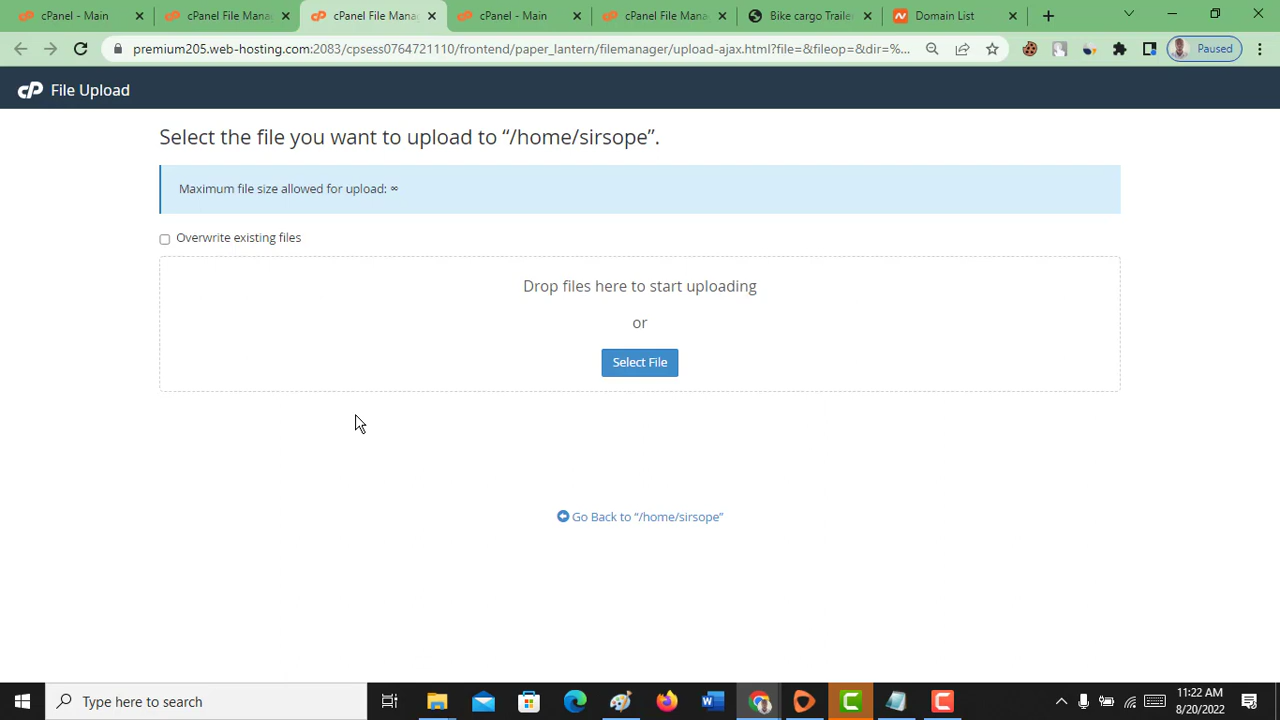 cPanel - Main
cPanel File Mana
cPanel File Mana
cPanel - Main
cPanel File Mana
Bike cargo Traile
Domain List
premium205.web-hosting.com:2083/cpsess0764721110/frontend/paper_lantern/filemanager/upload-ajax.html?file=&fileop=&dir=%...
Paused
cP File Upload
Select the file you want to upload to “/home/sirsope”.
Maximum file size allowed for upload: ∞
Overwrite existing files
Drop files here to start uploading
or
Select File
Go Back to “/home/sirsope”
Type here to search
11:22 AM
8/20/2022